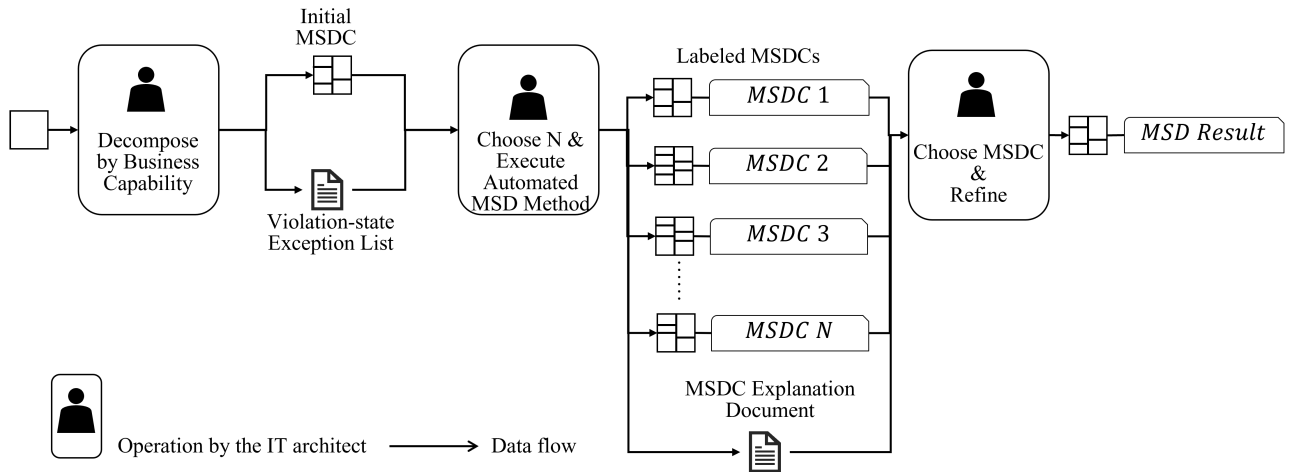 Initial
MSDC
Decompose
by Business
Capability
Violation-state
Exception List
Choose N &
Execute
Automated
MSD Method
Labeled MSDCs
MSDC 1
MSDC 2
MSDC 3
MSDC N
MSDC Explanation
Document
Choose MSDC
&
Refine
MSD Result
Operation by the IT architect
Data flow